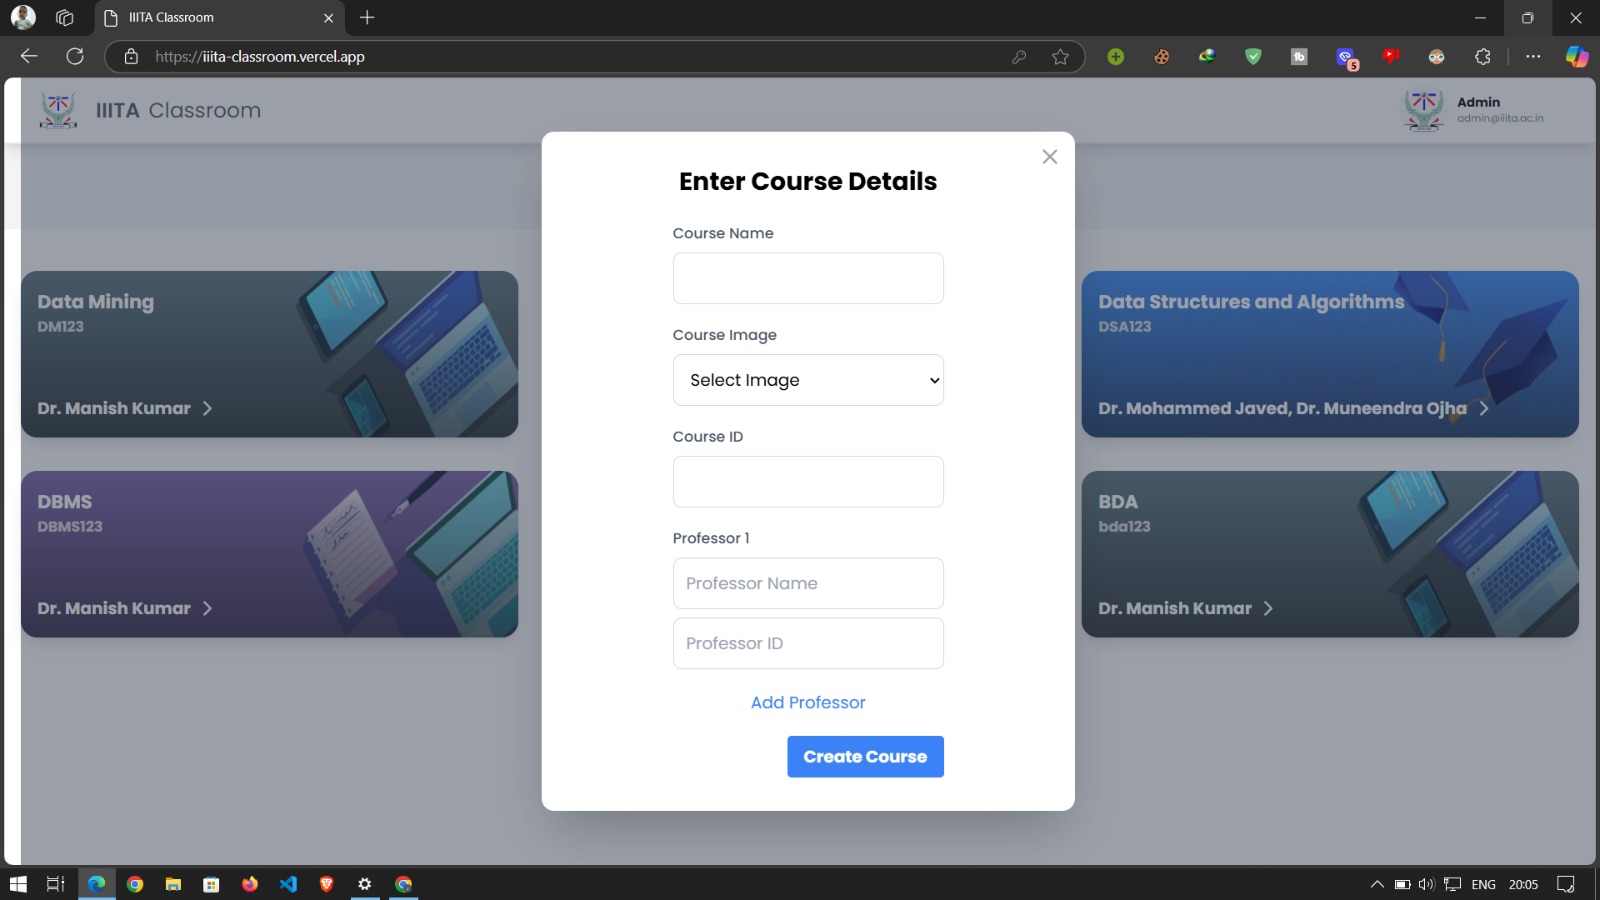 IIITA Classroom
https://iiita-classroom.vercel.app
5
IIITA Classroom
Admin
admin@iiita.ac.in
Enter Course Details
Course Name
Course Image
Select Image
Course ID
Professor 1
Professor Name
Professor ID
Add Professor
Create Course
Data Mining
DM123
Dr. Manish Kumar
Data Structures and Algorithms
DSA123
Dr. Mohammed Javed, Dr. Muneendra Ojha
DBMS
DBMS123
Dr. Manish Kumar
BDA
bda123
Dr. Manish Kumar
ENG
20:05